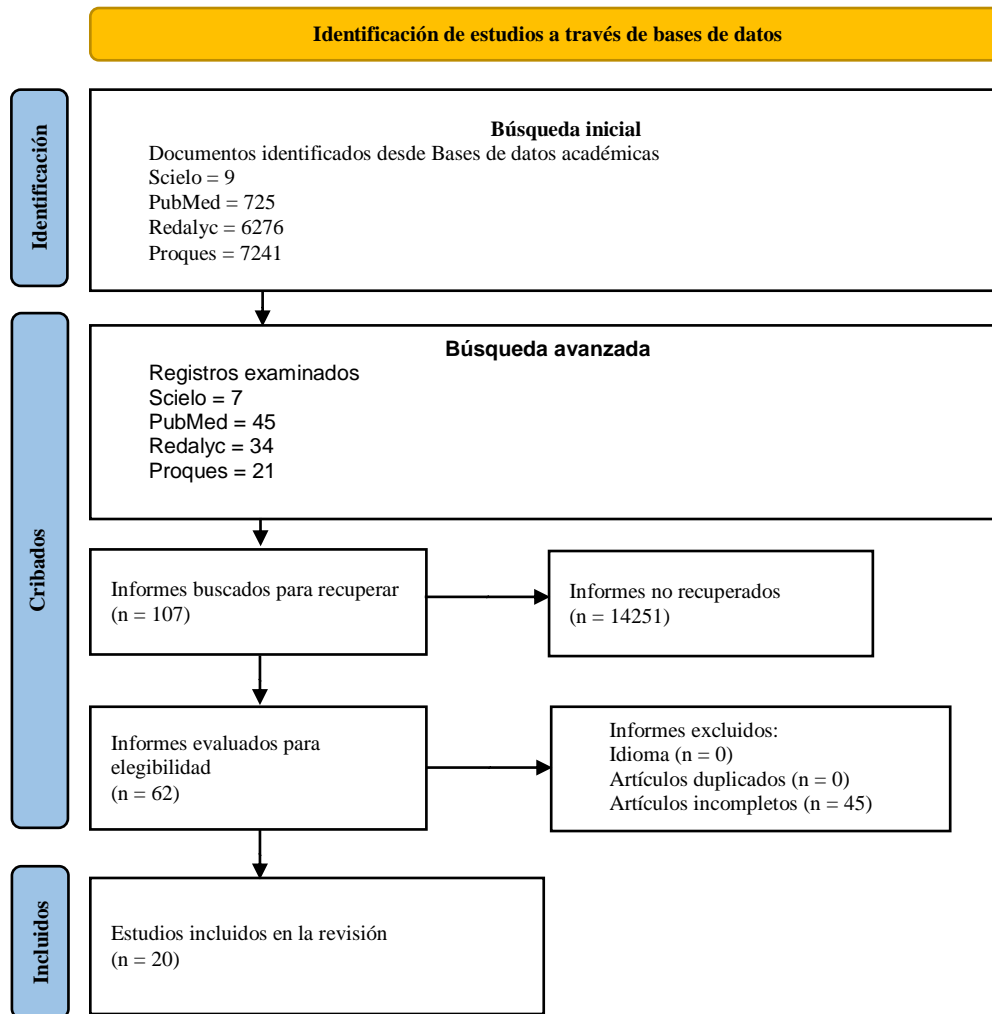 Identificación de estudios a través de bases de datos
Identificación
Búsqueda inicial
Documentos identificados desde Bases de datos académicas
Scielo = 9
PubMed = 725
Redalyc = 6276
Proques = 7241
Cribados
Búsqueda avanzada
Registros examinados
Scielo = 7
PubMed = 45
Redalyc = 34
Proques = 21
Informes buscados para recuperar
(n = 107)
Informes no recuperados
(n = 14251)
Informes evaluados para
elegibilidad
(n = 62)
Informes excluidos:
Idioma (n = 0)
Artículos duplicados (n = 0)
Artículos incompletos (n = 45)
Incluidos
Estudios incluidos en la revisión
(n = 20)